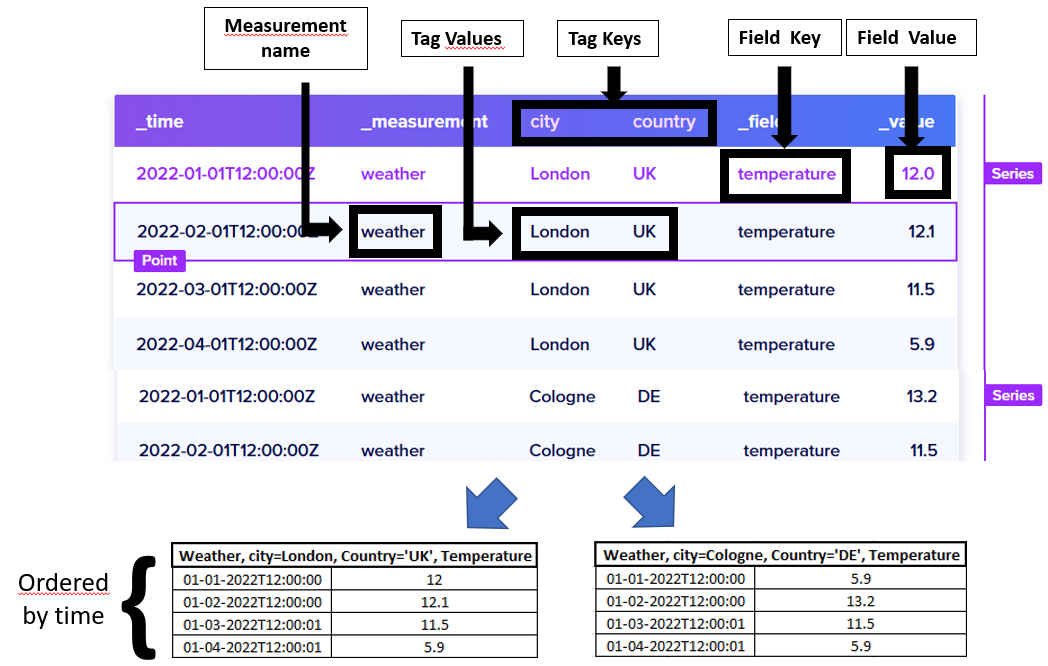 Measurement name
Tag Values
Tag Keys
Field Key
Field Value
_time _measurement city country _field _value
2022-01-01T12:00:00Z weather London UK temperature 12.0
Series
2022-02-01T12:00:00Z weather London UK temperature 12.1
Point
2022-03-01T12:00:00Z weather London UK temperature 11.5
2022-04-01T12:00:00Z weather London UK temperature 5.9
2022-01-01T12:00:00Z weather Cologne DE temperature 13.2
Series
2022-02-01T12:00:00Z weather Cologne DE temperature 11.5
Ordered
by time
Weather, city=London, Country='UK', Temperature
01-01-2022T12:00:00 12
01-02-2022T12:00:00 12.1
01-03-2022T12:00:01 11.5
01-04-2022T12:00:01 5.9
Weather, city=Cologne, Country='DE', Temperature
01-01-2022T12:00:00 5.9
01-02-2022T12:00:00 13.2
01-03-2022T12:00:01 11.5
01-04-2022T12:00:01 5.9